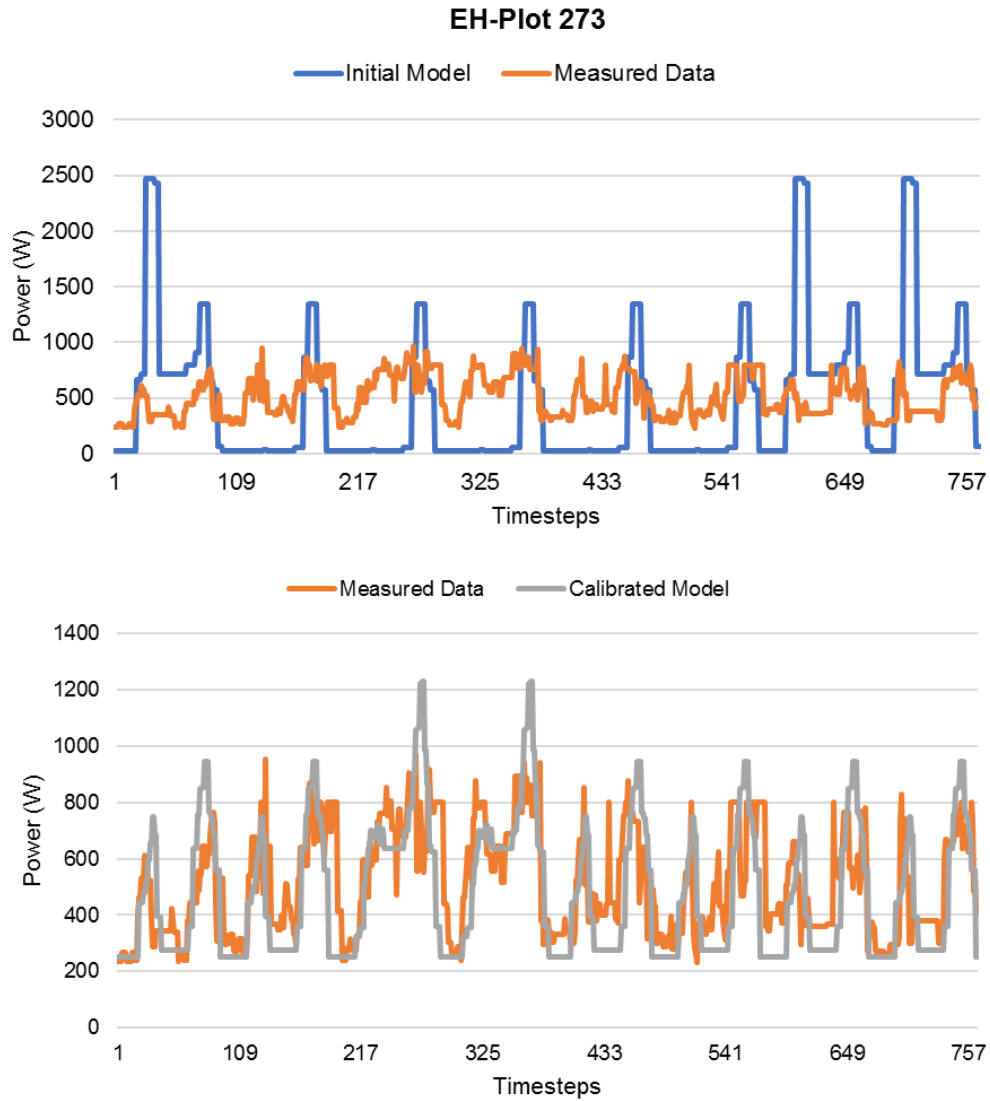 EH-Plot 273
Initial Model Measured Data
3000
2500
2000
1500
1000
500
0
Power (W)
1 109 217 325 433 541 649 757
Timesteps
Measured Data Calibrated Model
1400
1200
1000
800
600
400
200
0
Power (W)
1 109 217 325 433 541 649 757
Timesteps